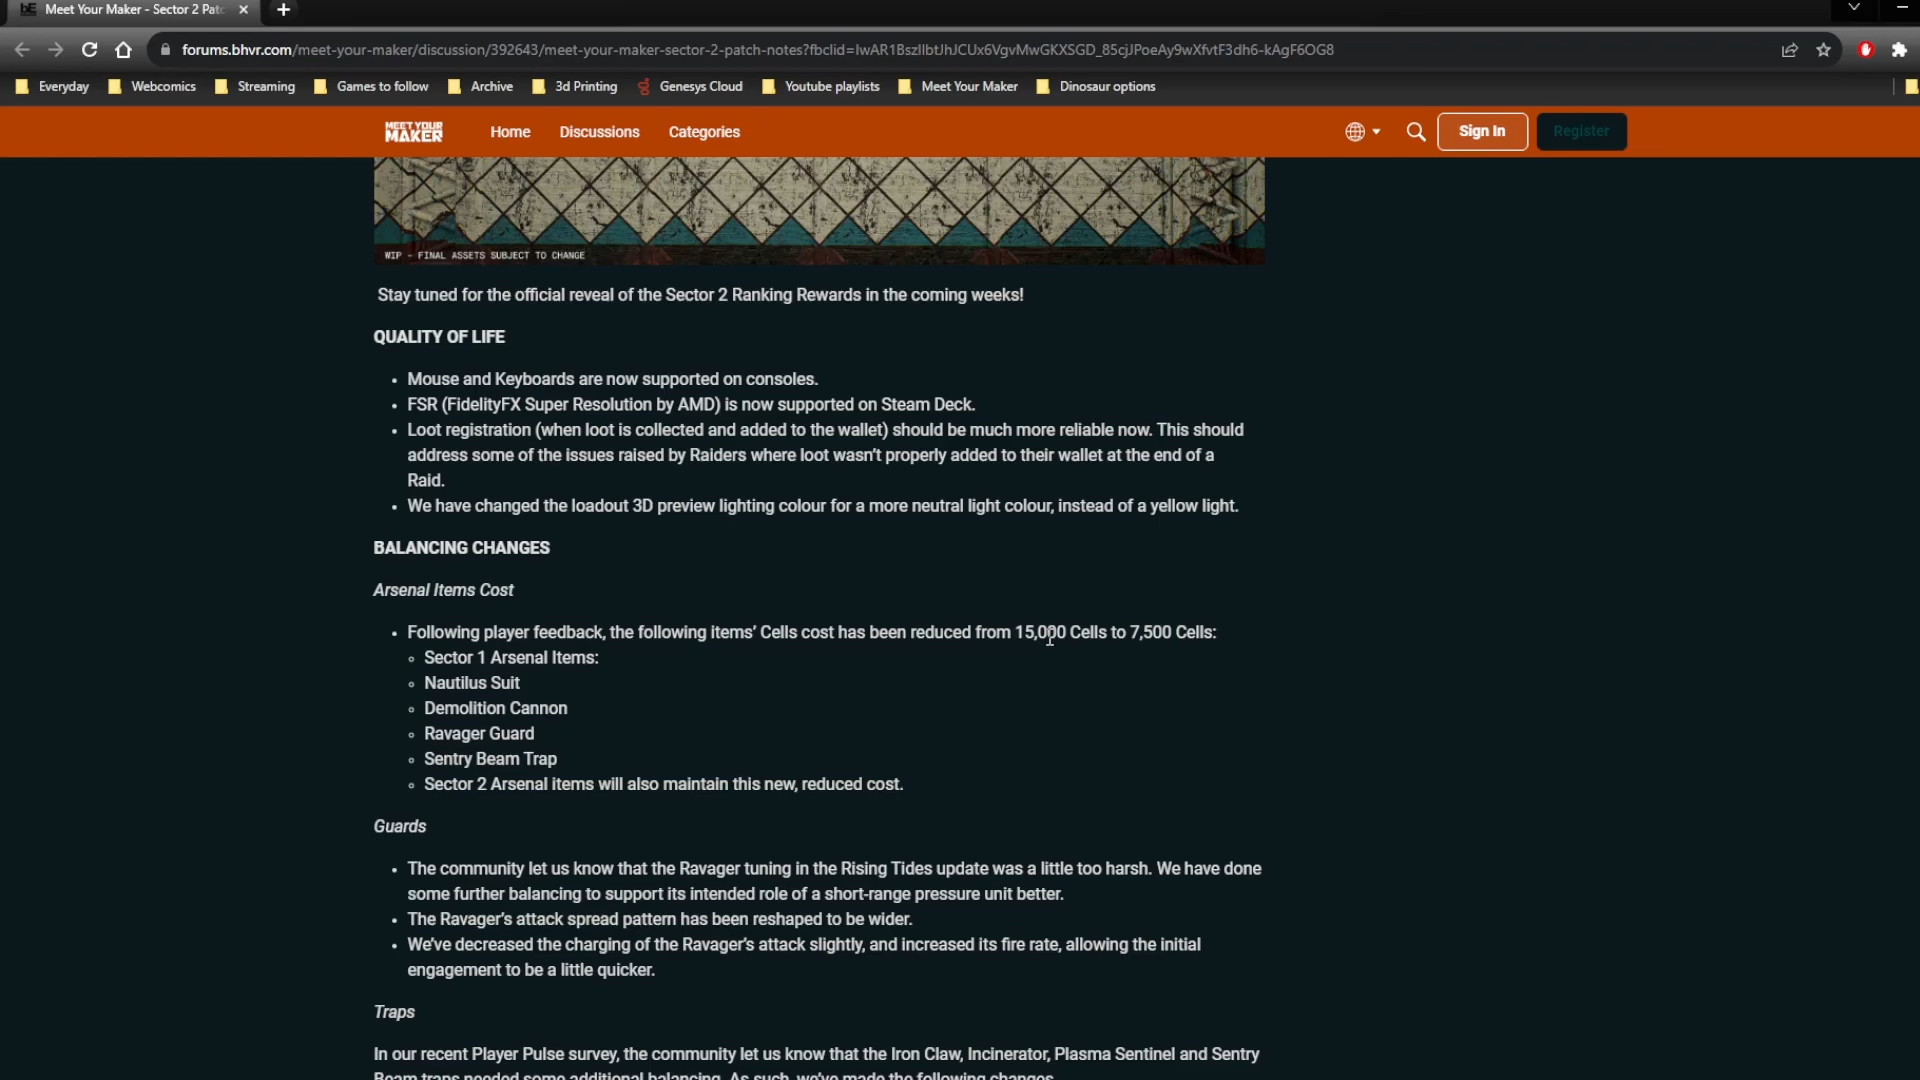 Meet Your Maker - Sector 2 Pat
forums.bhvr.com/meet-your-maker/discussion/392643/meet-your-maker-sector-2-patch-notes?fbclid=IwAR1BszIlbtJhJCUx6VgvMwGKXSGD_85cjJPoeAy9wXfvtF3dh6-kAgF6OG8
Everyday Webcomics Streaming Games to follow Archive 3d Printing Genesys Cloud Youtube playlists Meet Your Maker Dinosaur options
MEET YOUR
MAKER
Home Discussions Categories Sign In Register
WIP - FINAL ASSETS SUBJECT TO CHANGE
Stay tuned for the official reveal of the Sector 2 Ranking Rewards in the coming weeks!
QUALITY OF LIFE
• Mouse and Keyboards are now supported on consoles.
• FSR (FidelityFX Super Resolution by AMD) is now supported on Steam Deck.
• Loot registration (when loot is collected and added to the wallet) should be much more reliable now. This should
address some of the issues raised by Raiders where loot wasn't properly added to their wallet at the end of a
Raid.
• We have changed the loadout 3D preview lighting colour for a more neutral light colour, instead of a yellow light.
BALANCING CHANGES
Arsenal Items Cost
• Following player feedback, the following items' Cells cost has been reduced from 15,000 Cells to 7,500 Cells:
◦ Sector 1 Arsenal Items:
◦ Nautilus Suit
◦ Demolition Cannon
◦ Ravager Guard
◦ Sentry Beam Trap
◦ Sector 2 Arsenal items will also maintain this new, reduced cost.
Guards
• The community let us know that the Ravager tuning in the Rising Tides update was a little too harsh. We have done
some further balancing to support its intended role of a short-range pressure unit better.
• The Ravager's attack spread pattern has been reshaped to be wider.
• We've decreased the charging of the Ravager's attack slightly, and increased its fire rate, allowing the initial
engagement to be a little quicker.
Traps
In our recent Player Pulse survey, the community let us know that the Iron Claw, Incinerator, Plasma Sentinel and Sentry
Beam traps needed some additional balancing. As such, we've made the following changes